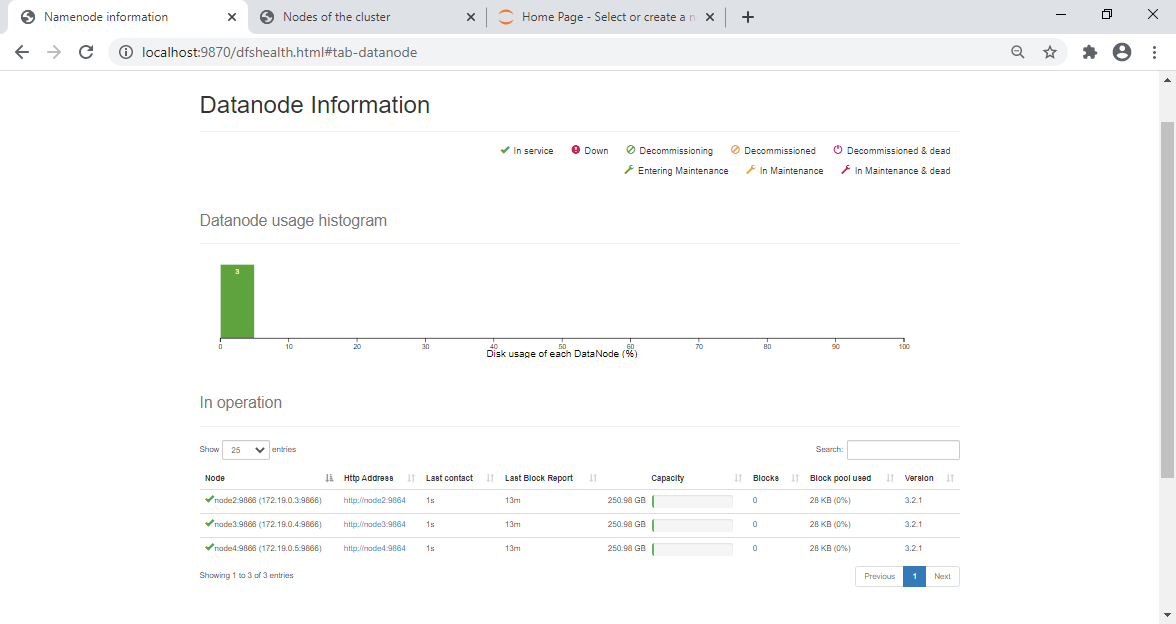 Namenode information
Nodes of the cluster
Home Page - Select or create a n
localhost:9870/dfshealth.html#tab-datanode
Datanode Information
In service Down Decommissioning Decommissioned Decommissioned & dead
Entering Maintenance In Maintenance In Maintenance & dead
Datanode usage histogram
3
0 10 20 30 40 50 60 70 80 90 100
Disk usage of each DataNode (%)
In operation
Show 25 entries Search:
Node Http Address Last contact Last Block Report Capacity Blocks Block pool used Version
node2:9866 (172.19.0.3:9866) http://node2:9864 1s 13m 250.98 GB 0 28 KB (0%) 3.2.1
node3:9866 (172.19.0.4:9866) http://node3:9864 1s 13m 250.98 GB 0 28 KB (0%) 3.2.1
node4:9866 (172.19.0.5:9866) http://node4:9864 1s 13m 250.98 GB 0 28 KB (0%) 3.2.1
Showing 1 to 3 of 3 entries Previous 1 Next